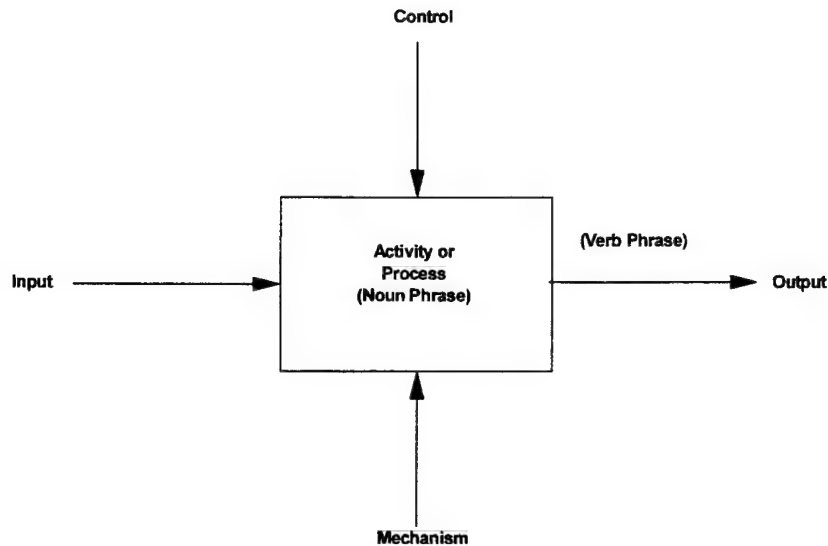 Control
Activity or
Process
(Noun Phrase)
(Verb Phrase)
Input
Output
Mechanism